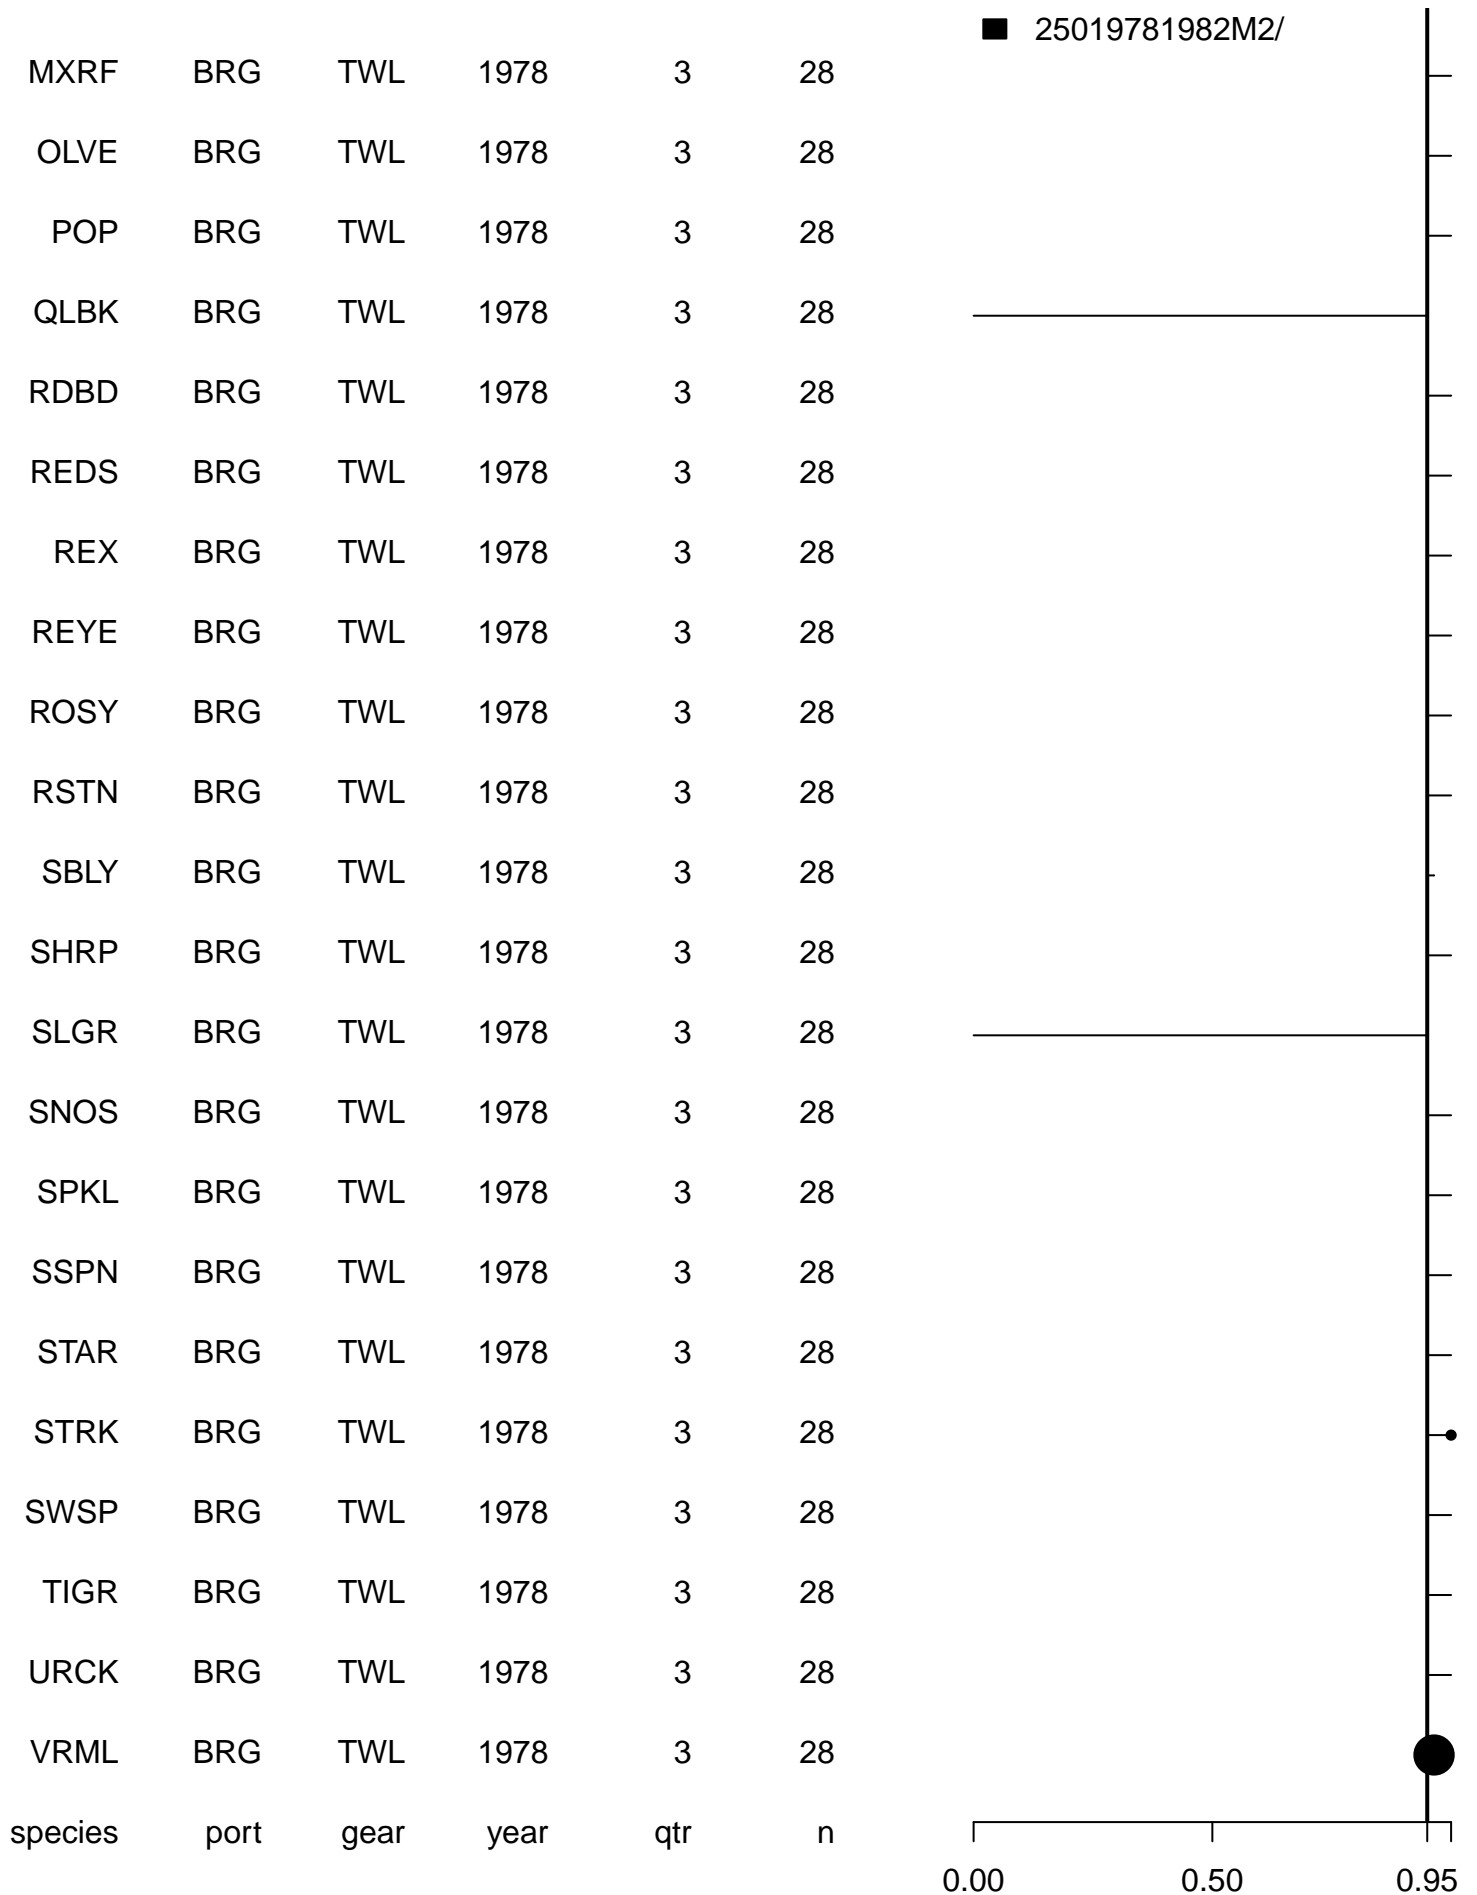 25019781982M2/
MXRF BRG TWL 1978 3 28
OLVE BRG TWL 1978 3 28
POP BRG TWL 1978 3 28
QLBK BRG TWL 1978 3 28
RDBD BRG TWL 1978 3 28
REDS BRG TWL 1978 3 28
REX BRG TWL 1978 3 28
REYE BRG TWL 1978 3 28
ROSY BRG TWL 1978 3 28
RSTN BRG TWL 1978 3 28
SBLY BRG TWL 1978 3 28
SHRP BRG TWL 1978 3 28
SLGR BRG TWL 1978 3 28
SNOS BRG TWL 1978 3 28
SPKL BRG TWL 1978 3 28
SSPN BRG TWL 1978 3 28
STAR BRG TWL 1978 3 28
STRK BRG TWL 1978 3 28
SWSP BRG TWL 1978 3 28
TIGR BRG TWL 1978 3 28
URCK BRG TWL 1978 3 28
VRML BRG TWL 1978 3 28
species port gear year qtr n
0.00 0.50 0.95